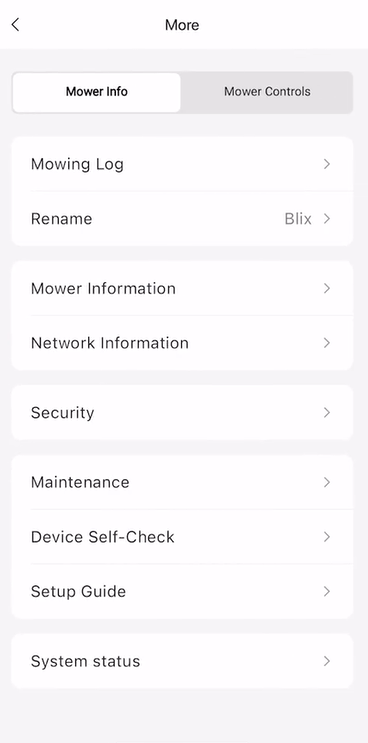 More
Mower Info
Mower Controls
Mowing Log
Rename
Blix
Mower Information
Network Information
Security
Maintenance
Device Self-Check
Setup Guide
System status